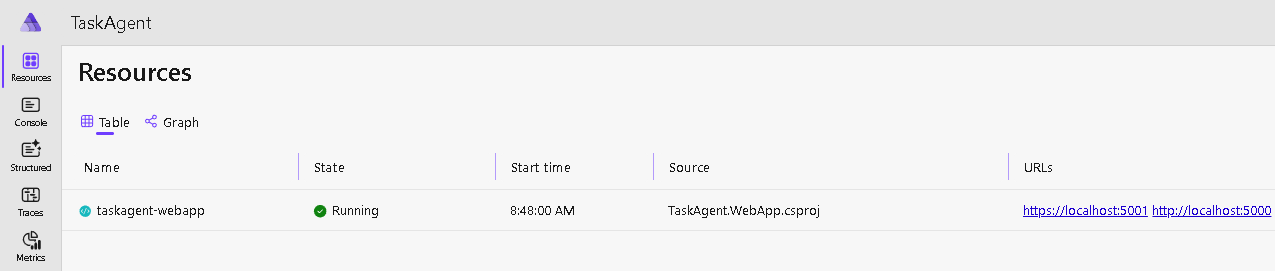 TaskAgent
Resources
Console
Structured
Traces
Metrics
Resources
Table Graph
Name State Start time Source URLs
taskagent-webapp Running 8:48:00 AM TaskAgent.WebApp.csproj https://localhost:5001 http://localhost:5000